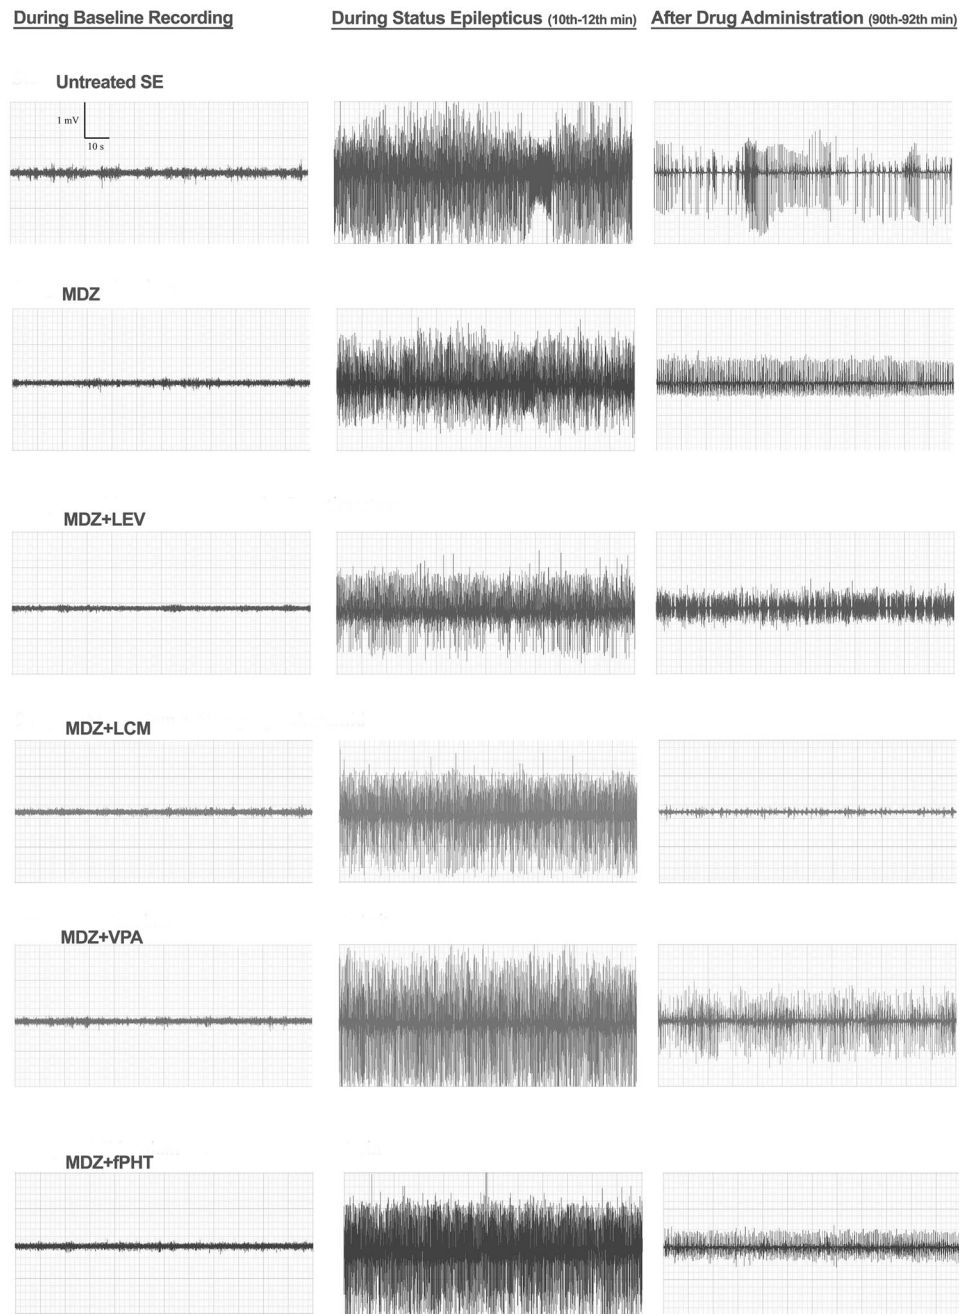 During Baseline Recording
During Status Epilepticus (10th-12th min)
After Drug Administration (90th-92th min)
Untreated SE
1 mV
10 s
MDZ
MDZ+LEV
MDZ+LCM
MDZ+VPA
MDZ+fPHT